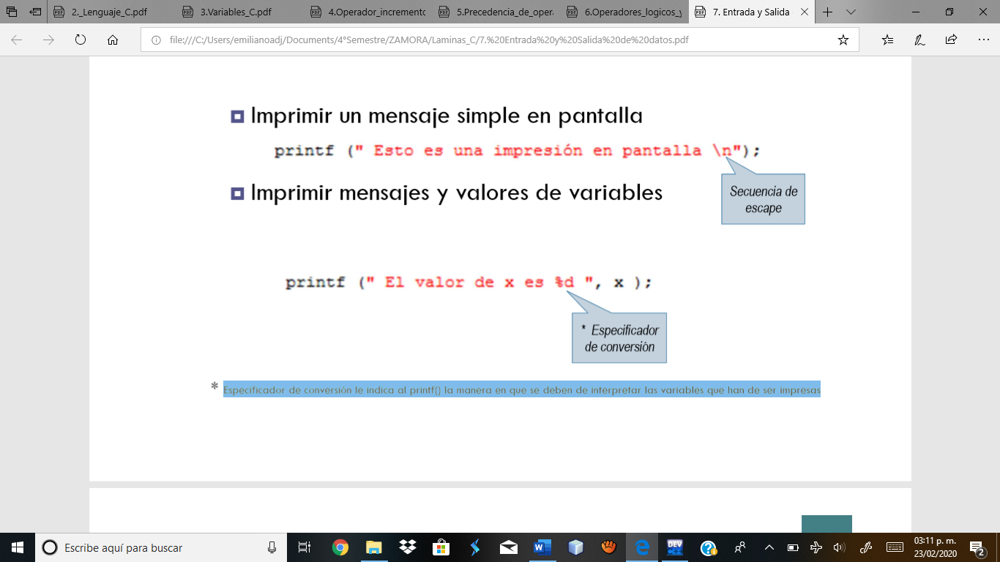 2._Lenguaje_C.pdf
3.Variables_C.pdf
4.Operador_incremento
5.Precedencia_de_oper
6.Operadores_logicos_y
7. Entrada y Salida
file:///C:/Users/emilianoadj/Documents/4°Semestre/ZAMORA/Laminas_C/7.%20Entrada%20y%20Salida%20de%20datos.pdf
Imprimir un mensaje simple en pantalla
printf (" Esto es una impresión en pantalla \n");
Secuencia de
escape
Imprimir mensajes y valores de variables
printf (" El valor de x es %d ", x );
* Especificador
de conversión
* Especificador de conversión le indica al printf() la manera en que se deben de interpretar las variables que han de ser impresas
Escribe aquí para buscar
DEV
03:11 p. m.
23/02/2020
2